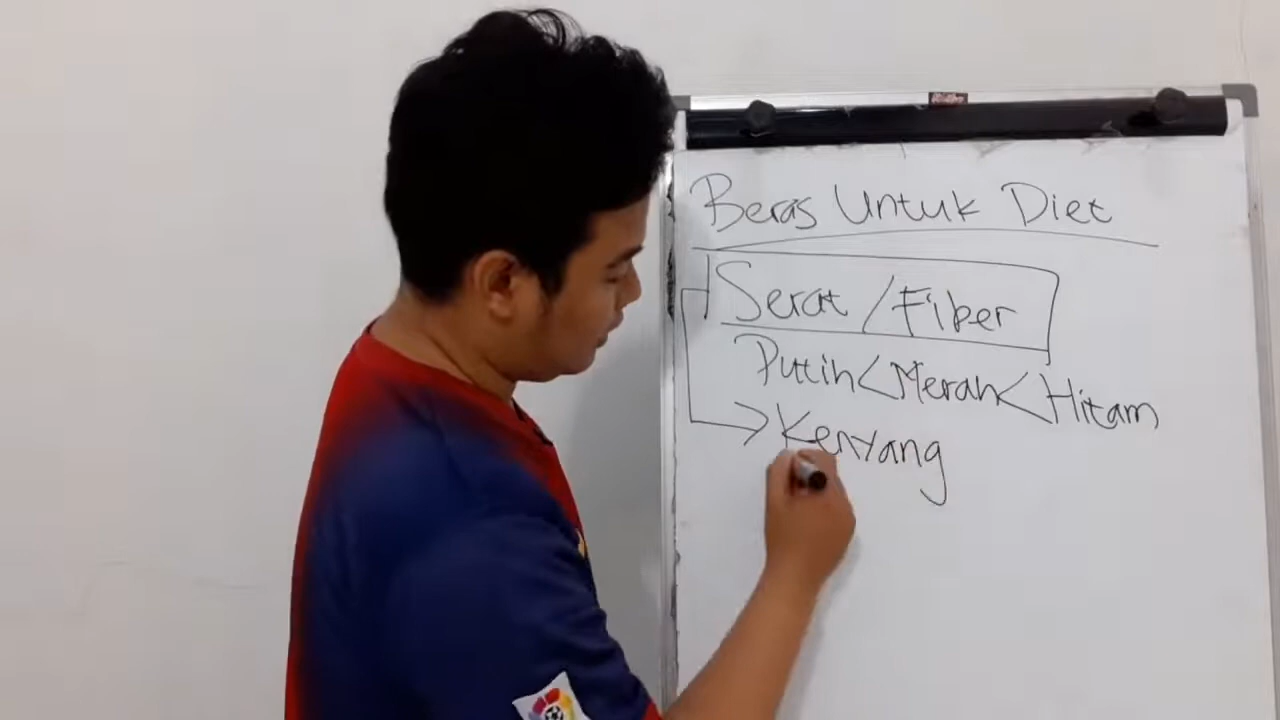 Beras Untuk Diet
Serat / Fiber
Putih < Merah < Hitam
Kenyang